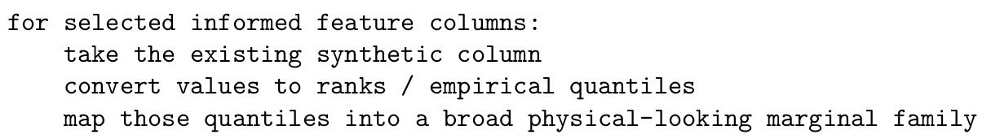 for selected informed feature columns:
    take the existing synthetic column
    convert values to ranks / empirical quantiles
    map those quantiles into a broad physical-looking marginal family